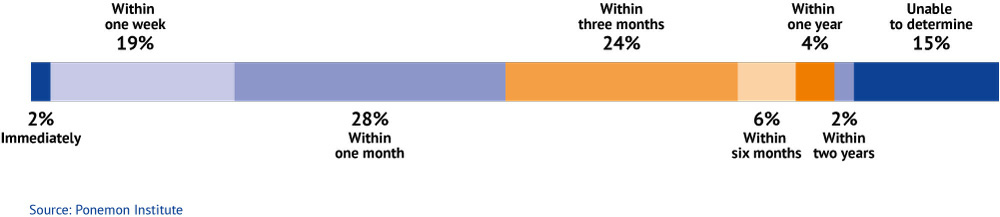 Within
one week
19%
Within
three months
24%
Within
one year
4%
Unable
to determine
15%
2%
Immediately
28%
Within
one month
6%
Within
six months
2%
Within
two years
Source: Ponemon Institute